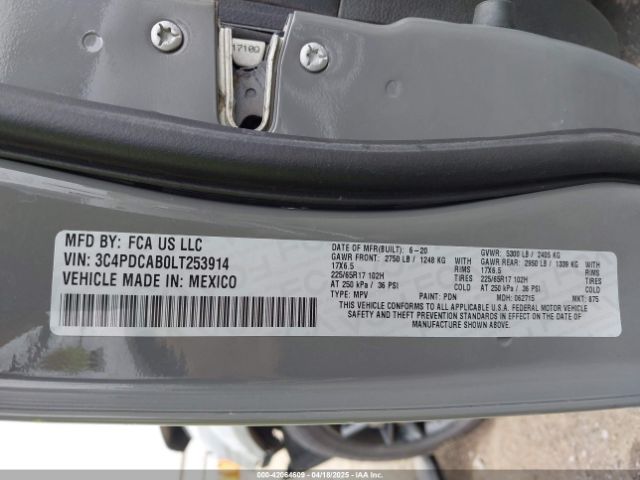 17100
MFD BY: FCA US LLC
VIN: 3C4PDCAB0LT253914
VEHICLE MADE IN: MEXICO
DATE OF MFR(BUILT): 6-20
GVWR: 5300 LB / 2405 KG
GAWR FRONT: 2750 LB / 1248 KG
GAWR REAR: 2950 LB / 1339 KG
17X6.5 RIMS 17X6.5 RIMS
225/65R17 102H TIRES 225/65R17 102H TIRES
AT 250 kPa / 36 PSI COLD AT 250 kPa / 36 PSI COLD
TYPE: MPV PAINT: PDN MDH: 062715 MKT: 875
THIS VEHICLE CONFORMS TO ALL APPLICABLE U.S.A. FEDERAL MOTOR VEHICLE
SAFETY AND THEFT PREVENTION STANDARDS IN EFFECT ON THE DATE OF
MANUFACTURE SHOWN ABOVE.
000-42064609 - 04/18/2025 - IAAI.COM